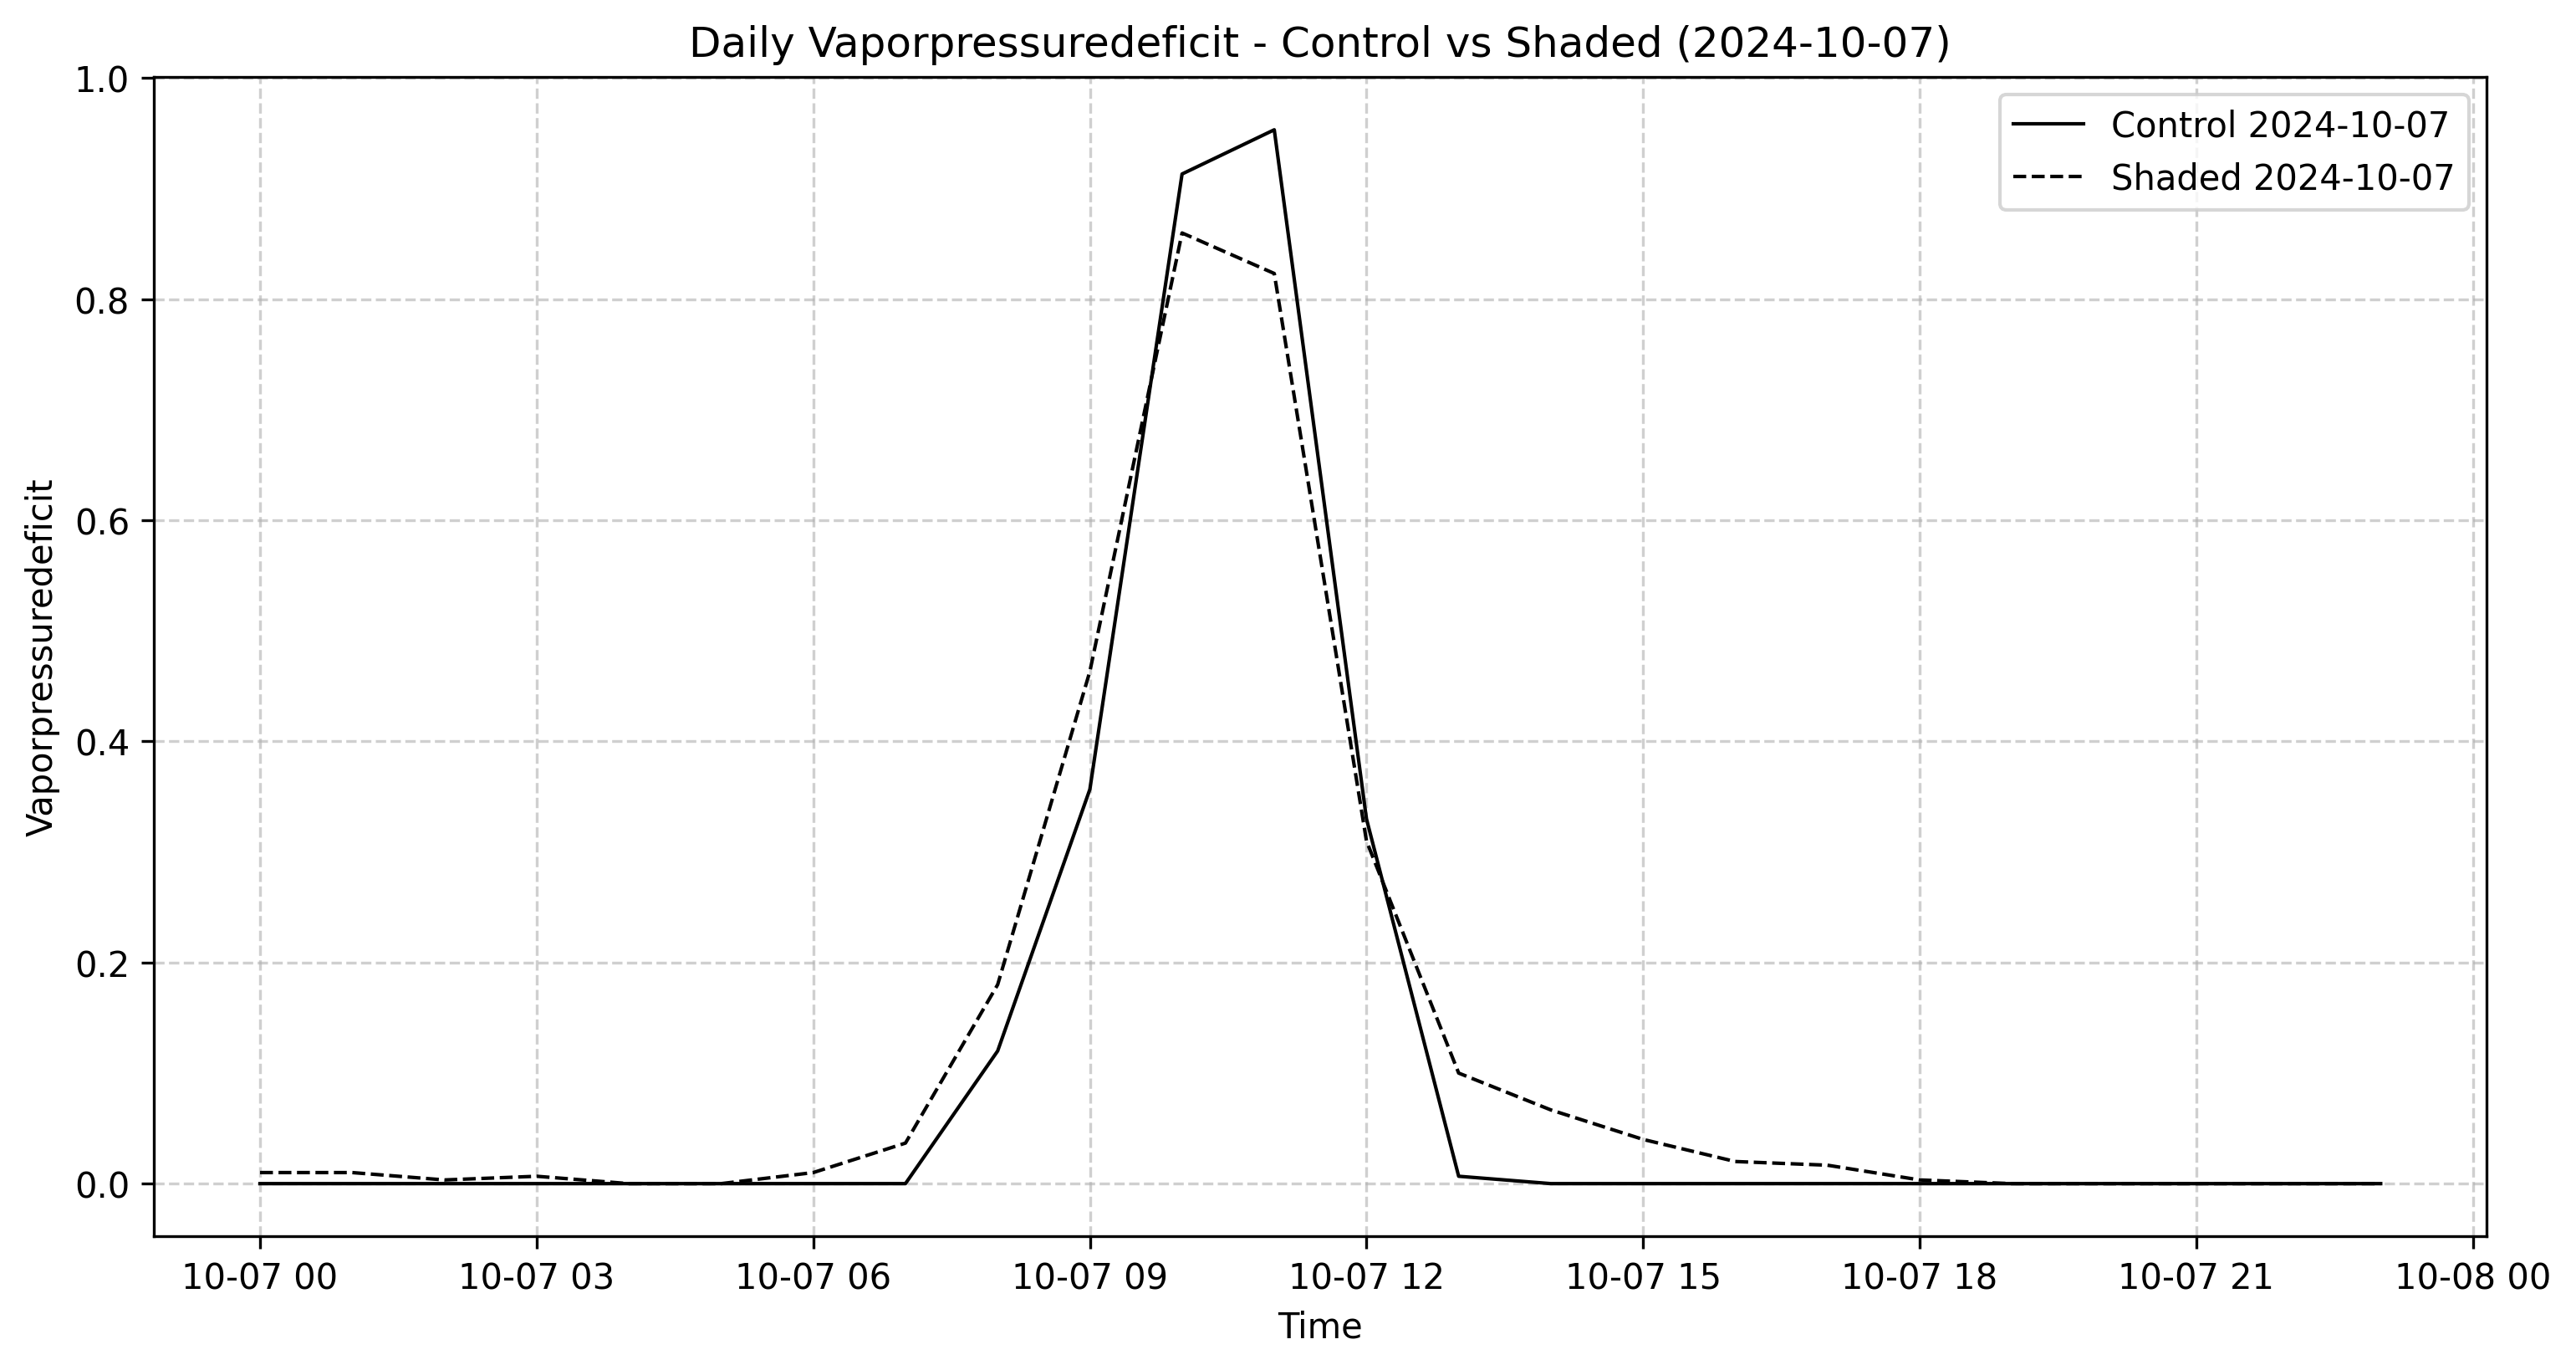 Daily Vaporpressuredeficit - Control vs Shaded (2024-10-07)
Control 2024-10-07
Shaded 2024-10-07
Vaporpressuredeficit
1.0
0.8
0.6
0.4
0.2
0.0
10-07 00 10-07 03 10-07 06 10-07 09 10-07 12 10-07 15 10-07 18 10-07 21 10-08 00
Time